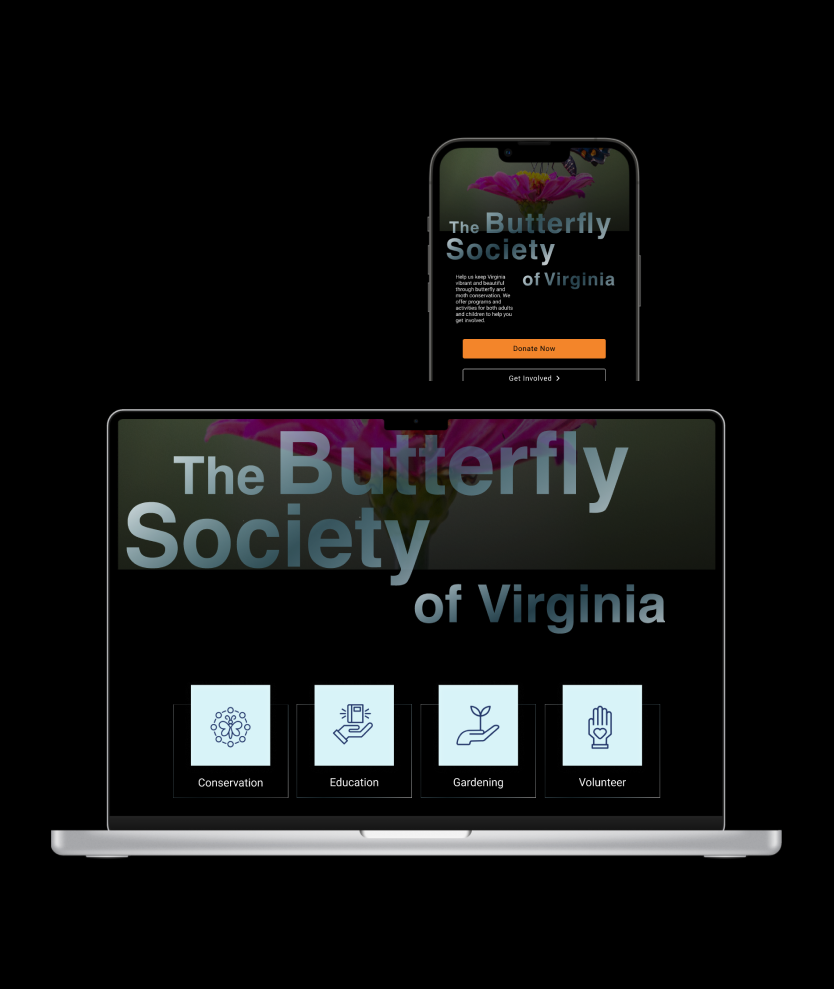 The Butterfly
Society
of Virginia
Help us keep Virginia
vibrant and beautiful
through butterfly and
moth conservation. We
offer programs and
activities for both adults
and children to help you
get involved.
Donate Now
Get Involved >
The Butterfly
Society
of Virginia
Conservation
Education
Gardening
Volunteer